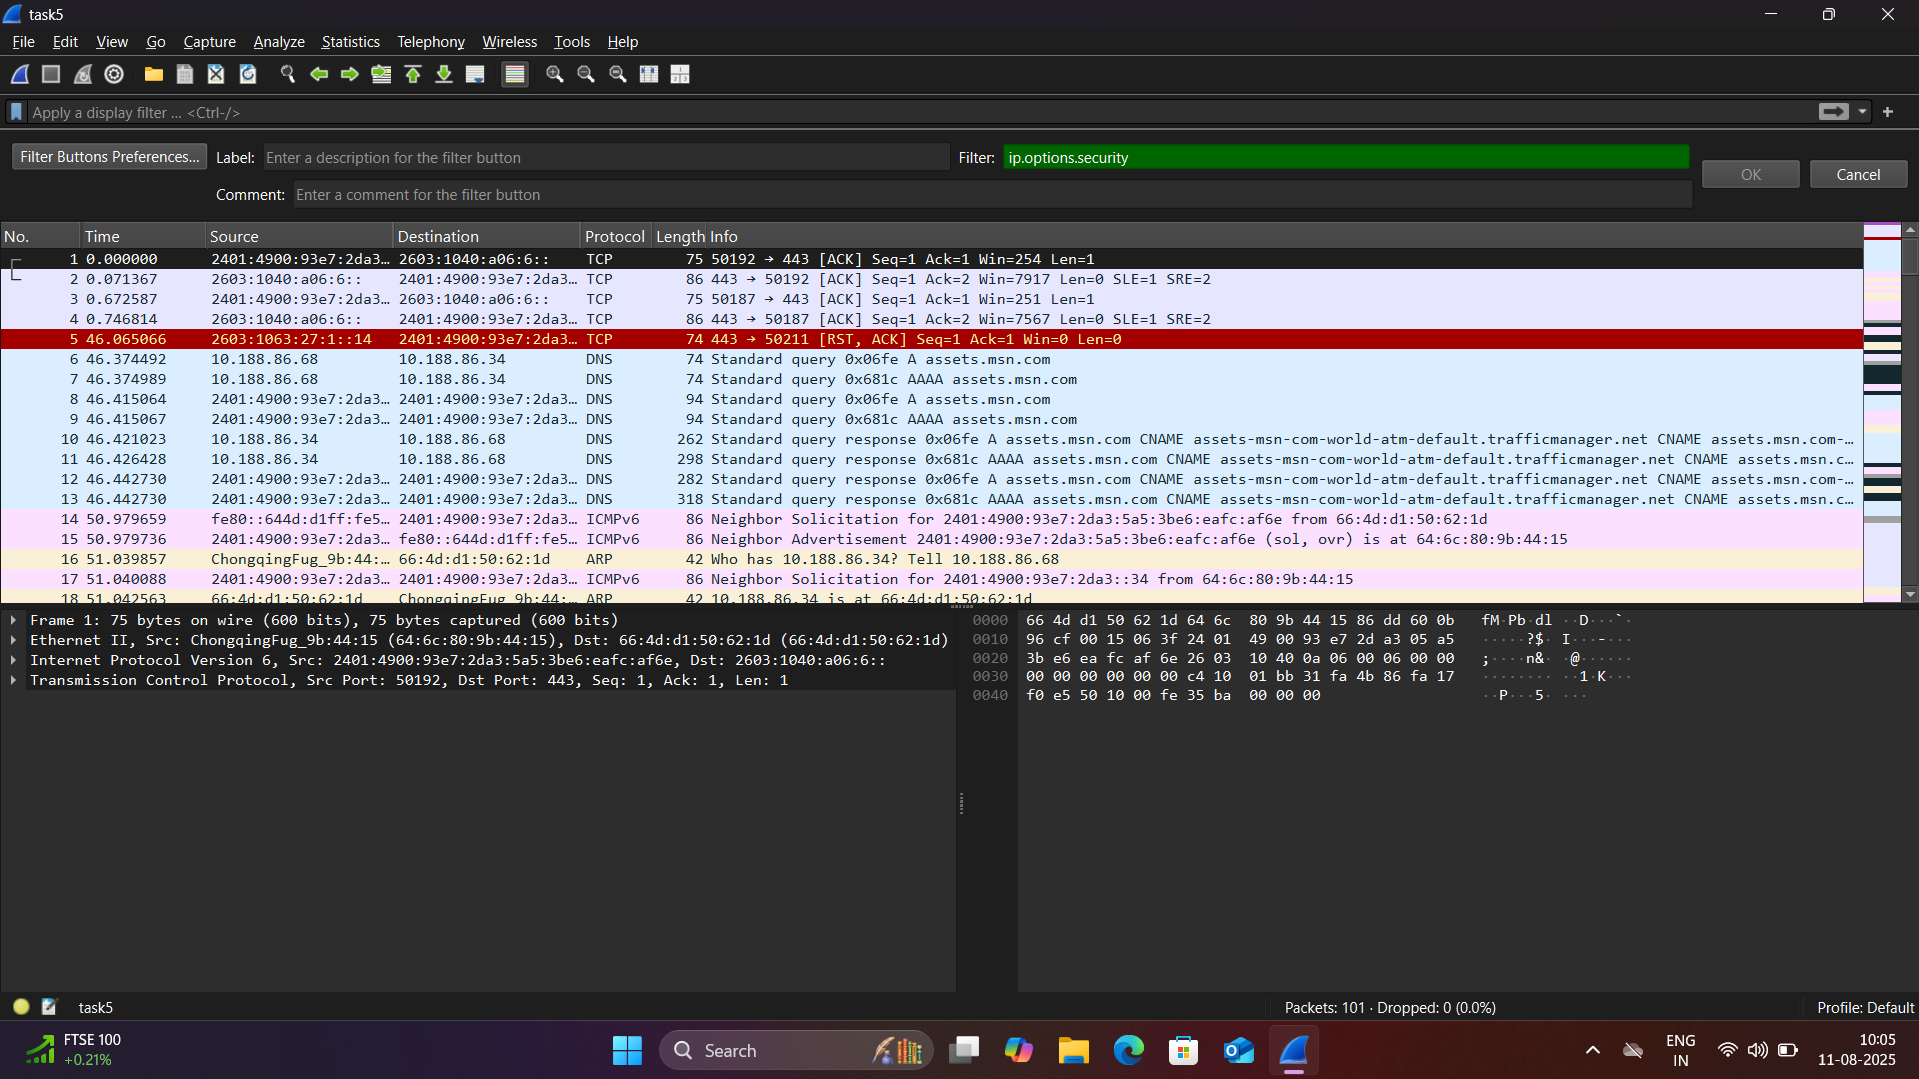 task5
File Edit View Go Capture Analyze Statistics Telephony Wireless Tools Help
Apply a display filter ... <Ctrl-/>
Filter Buttons Preferences... Label: Enter a description for the filter button Filter: ip.options.security OK Cancel
Comment: Enter a comment for the filter button
No. Time Source Destination Protocol Length Info
1 0.000000 2401:4900:93e7:2da3... 2603:1040:a06:6:: TCP 75 50192 → 443 [ACK] Seq=1 Ack=1 Win=254 Len=1
2 0.071367 2603:1040:a06:6:: 2401:4900:93e7:2da3... TCP 86 443 → 50192 [ACK] Seq=1 Ack=2 Win=7917 Len=0 SLE=1 SRE=2
3 0.672587 2401:4900:93e7:2da3... 2603:1040:a06:6:: TCP 75 50187 → 443 [ACK] Seq=1 Ack=1 Win=251 Len=1
4 0.746814 2603:1040:a06:6:: 2401:4900:93e7:2da3... TCP 86 443 → 50187 [ACK] Seq=1 Ack=2 Win=7567 Len=0 SLE=1 SRE=2
5 46.065066 2603:1063:27:1::14 2401:4900:93e7:2da3... TCP 74 443 → 50211 [RST, ACK] Seq=1 Ack=1 Win=0 Len=0
6 46.374492 10.188.86.68 10.188.86.34 DNS 74 Standard query 0x06fe A assets.msn.com
7 46.374989 10.188.86.68 10.188.86.34 DNS 74 Standard query 0x681c AAAA assets.msn.com
8 46.415064 2401:4900:93e7:2da3... 2401:4900:93e7:2da3... DNS 94 Standard query 0x06fe A assets.msn.com
9 46.415067 2401:4900:93e7:2da3... 2401:4900:93e7:2da3... DNS 94 Standard query 0x681c AAAA assets.msn.com
10 46.421023 10.188.86.34 10.188.86.68 DNS 262 Standard query response 0x06fe A assets.msn.com CNAME assets-msn-com-world-atm-default.trafficmanager.net CNAME assets.msn.com-...
11 46.426428 10.188.86.34 10.188.86.68 DNS 298 Standard query response 0x681c AAAA assets.msn.com CNAME assets-msn-com-world-atm-default.trafficmanager.net CNAME assets.msn.c...
12 46.442730 2401:4900:93e7:2da3... 2401:4900:93e7:2da3... DNS 282 Standard query response 0x06fe A assets.msn.com CNAME assets-msn-com-world-atm-default.trafficmanager.net CNAME assets.msn.com-...
13 46.442730 2401:4900:93e7:2da3... 2401:4900:93e7:2da3... DNS 318 Standard query response 0x681c AAAA assets.msn.com CNAME assets-msn-com-world-atm-default.trafficmanager.net CNAME assets.msn.c...
14 50.979659 fe80::644d:d1ff:fe5... 2401:4900:93e7:2da3... ICMPv6 86 Neighbor Solicitation for 2401:4900:93e7:2da3:5a5:3be6:eafc:af6e from 66:4d:d1:50:62:1d
15 50.979736 2401:4900:93e7:2da3... fe80::644d:d1ff:fe5... ICMPv6 86 Neighbor Advertisement 2401:4900:93e7:2da3:5a5:3be6:eafc:af6e (sol, ovr) is at 64:6c:80:9b:44:15
16 51.039857 ChongqingFug_9b:44:... 66:4d:d1:50:62:1d ARP 42 Who has 10.188.86.34? Tell 10.188.86.68
17 51.040088 2401:4900:93e7:2da3... 2401:4900:93e7:2da3... ICMPv6 86 Neighbor Solicitation for 2401:4900:93e7:2da3::34 from 64:6c:80:9b:44:15
18 51.042563 66:4d:d1:50:62:1d ChongqingFug_9b:44:... ARP 42 10.188.86.34 is at 66:4d:d1:50:62:1d
Frame 1: 75 bytes on wire (600 bits), 75 bytes captured (600 bits)
Ethernet II, Src: ChongqingFug_9b:44:15 (64:6c:80:9b:44:15), Dst: 66:4d:d1:50:62:1d (66:4d:d1:50:62:1d)
Internet Protocol Version 6, Src: 2401:4900:93e7:2da3:5a5:3be6:eafc:af6e, Dst: 2603:1040:a06:6::
Transmission Control Protocol, Src Port: 50192, Dst Port: 443, Seq: 1, Ack: 1, Len: 1
0000 66 4d d1 50 62 1d 64 6c 80 9b 44 15 86 dd 60 0b fM·Pb·dl ··D···`·
0010 96 cf 00 15 06 3f 24 01 49 00 93 e7 2d a3 05 a5 ·····?$· I···-···
0020 3b e6 ea fc af 6e 26 03 10 40 0a 06 00 06 00 00 ;····n&· ·@······
0030 00 00 00 00 00 00 c4 10 01 bb 31 fa 4b 86 fa 17 ········ ··1·K···
0040 f0 e5 50 10 00 fe 35 ba 00 00 00 ··P···5· ···
task5 Packets: 101 · Dropped: 0 (0.0%) Profile: Default
FTSE 100
+0.21%
Search
ENG
IN
10:05
11-08-2025